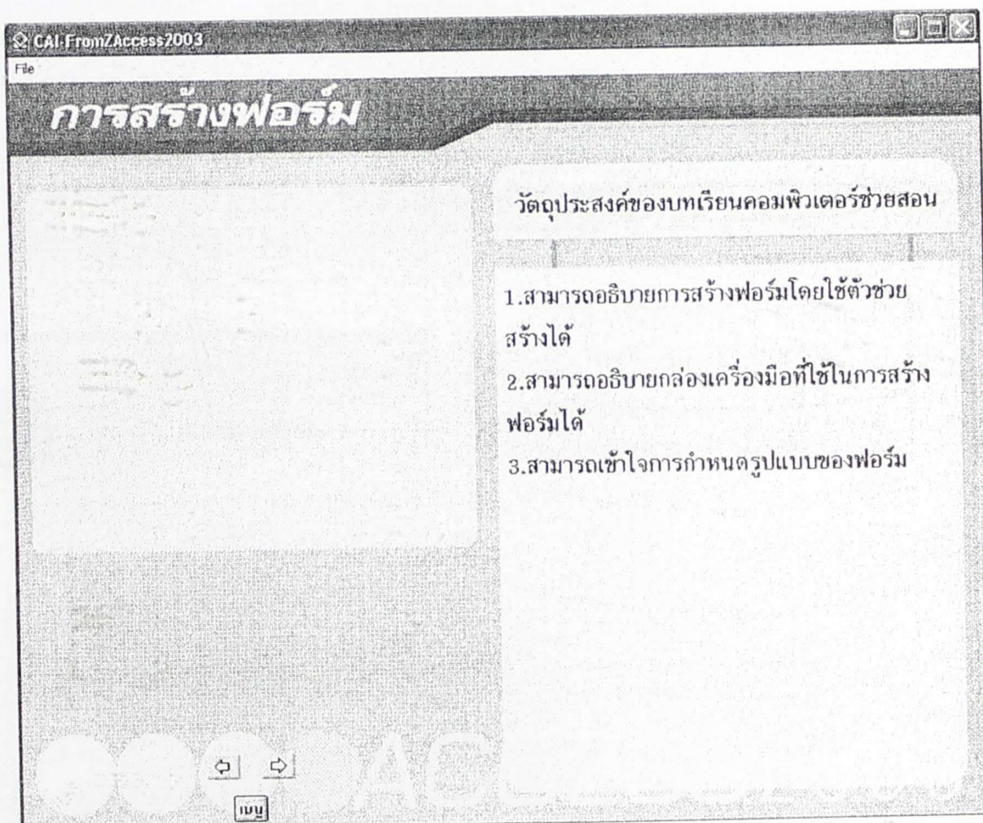 CAI-FromZAccess2003
File
การสร้างฟอร์ม
วัตถุประสงค์ของบทเรียนคอมพิวเตอร์ช่วยสอน
1.สามารถอธิบายการสร้างฟอร์มโดยใช้ตัวช่วย
สร้างได้
2.สามารถอธิบายกล่องเครื่องมือที่ใช้ในการสร้าง
ฟอร์มได้
3.สามารถเข้าใจการกำหนดรูปแบบของฟอร์ม
AC
เมนู